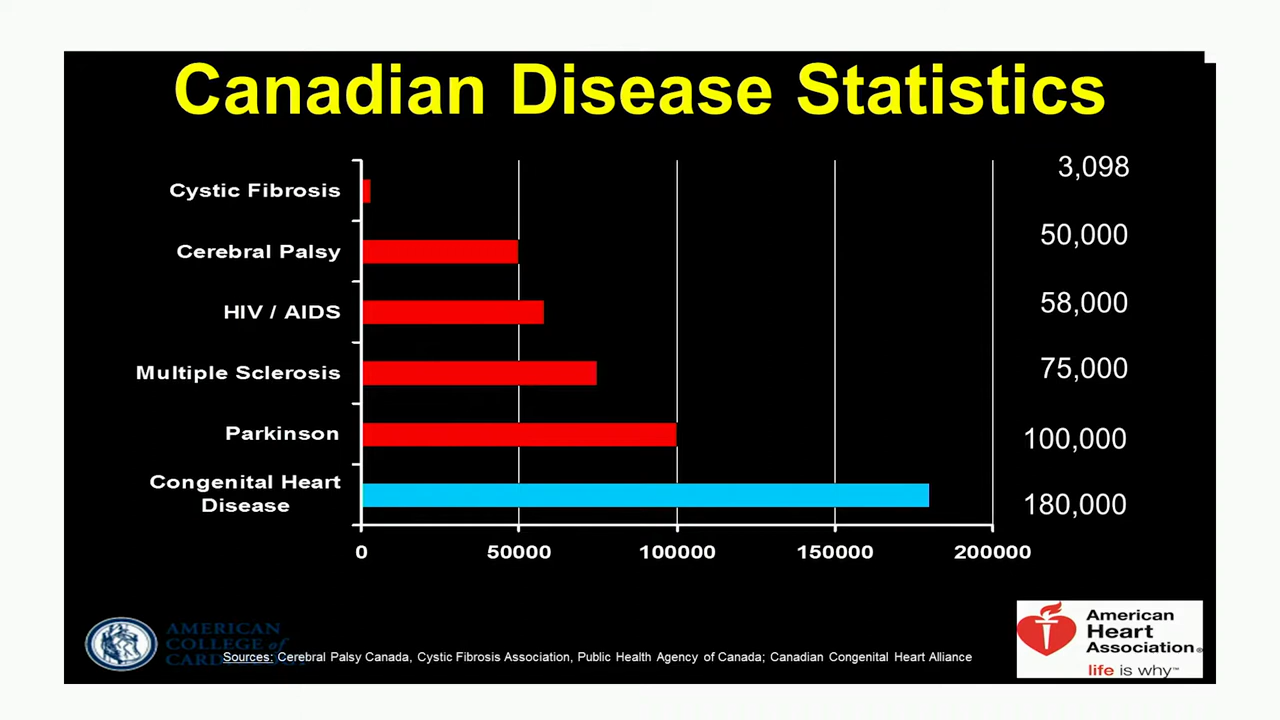 Canadian Disease Statistics
Cystic Fibrosis 3,098
Cerebral Palsy 50,000
HIV / AIDS 58,000
Multiple Sclerosis 75,000
Parkinson 100,000
Congenital Heart
Disease 180,000
0 50000 100000 150000 200000
AMERICAN
COLLEGE of
Sources: Cerebral Palsy Canada, Cystic Fibrosis Association, Public Health Agency of Canada; Canadian Congenital Heart Alliance
American
Heart
Association®
life is why™